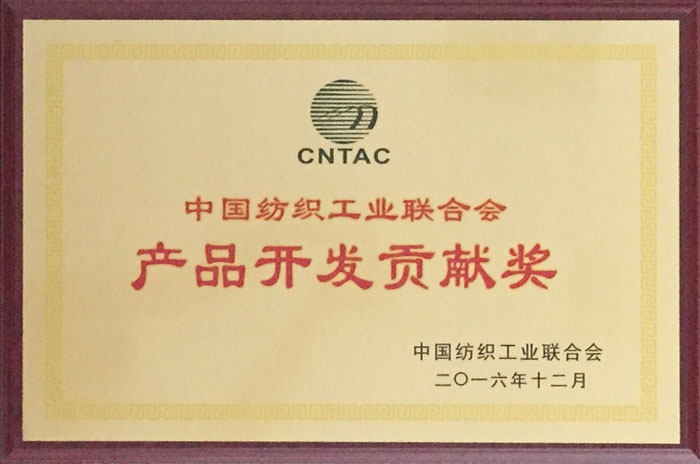 CNTAC
中国纺织工业联合会
产品开发贡献奖
中国纺织工业联合会
二〇一六年十二月